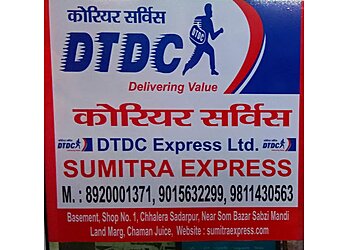 कोरियर सर्विस
DTDC
DTDC
Delivering Value
कोरियर सर्विस
DTDC DTDC Express Ltd. DTDC
SUMITRA EXPRESS
M. : 8920001371, 9015632299, 9811430563
Basement, Shop No. 1, Chhalera Sadarpur, Near Som Bazar Sabzi Mandi
Land Marg, Chaman Juice, Website : sumitraexpress.com